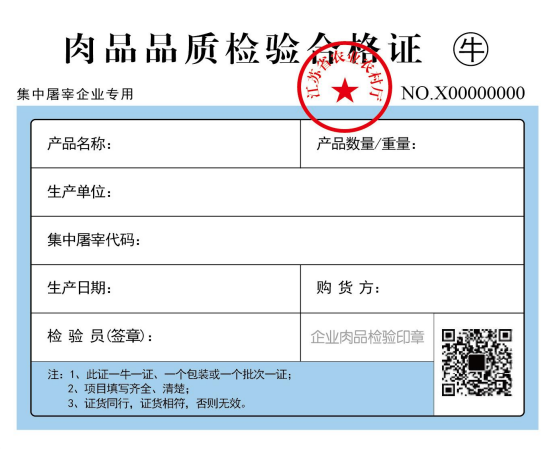 肉品品质检验合格证 牛
江苏省农业农村厅
集中屠宰企业专用 NO.X00000000
产品名称： 产品数量/重量：
生产单位：
集中屠宰代码：
生产日期： 购 货 方：
检 验 员(签章)： 企业肉品检验印章
注：1、此证一牛一证、一个包装或一个批次一证；
2、项目填写齐全、清楚；
3、证货同行，证货相符，否则无效。